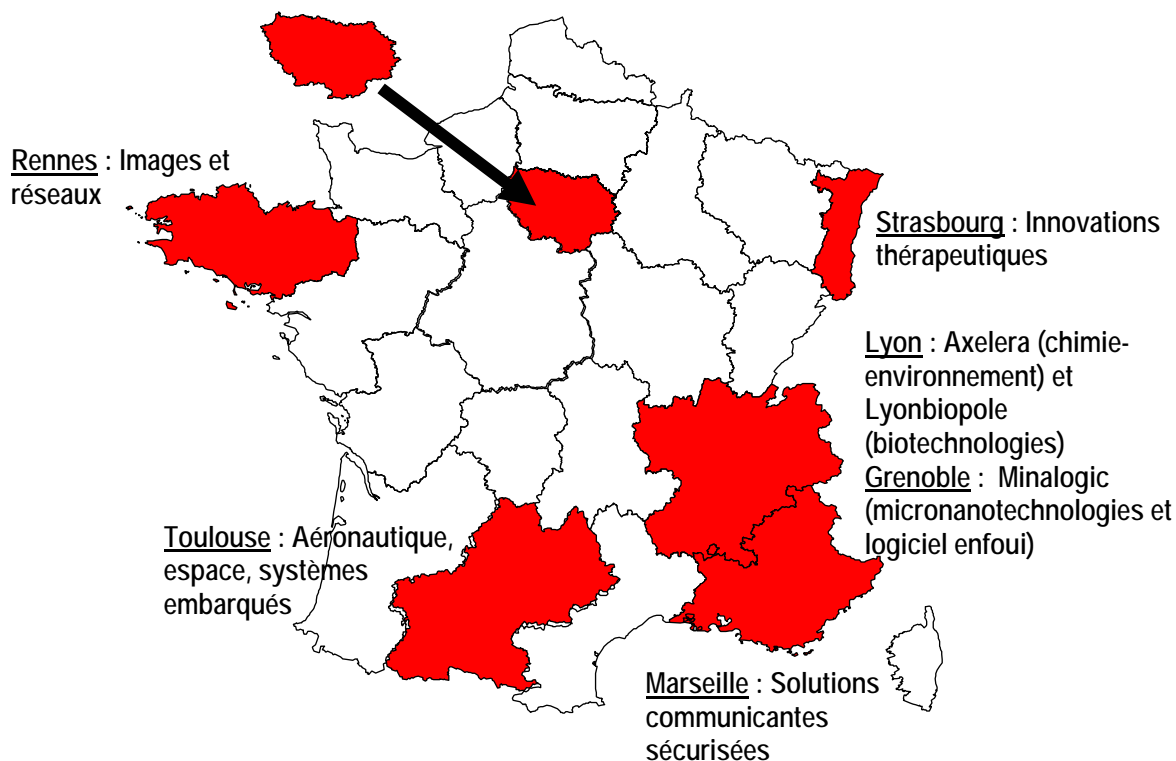 Rennes : Images et
réseaux
Strasbourg : Innovations
thérapeutiques
Lyon : Axelera (chimie-
environnement) et
Lyonbiopole
(biotechnologies)
Grenoble : Minalogic
(micronanotechnologies et
logiciel enfoui)
Toulouse : Aéronautique,
espace, systèmes
embarqués
Marseille : Solutions
communicantes
sécurisées